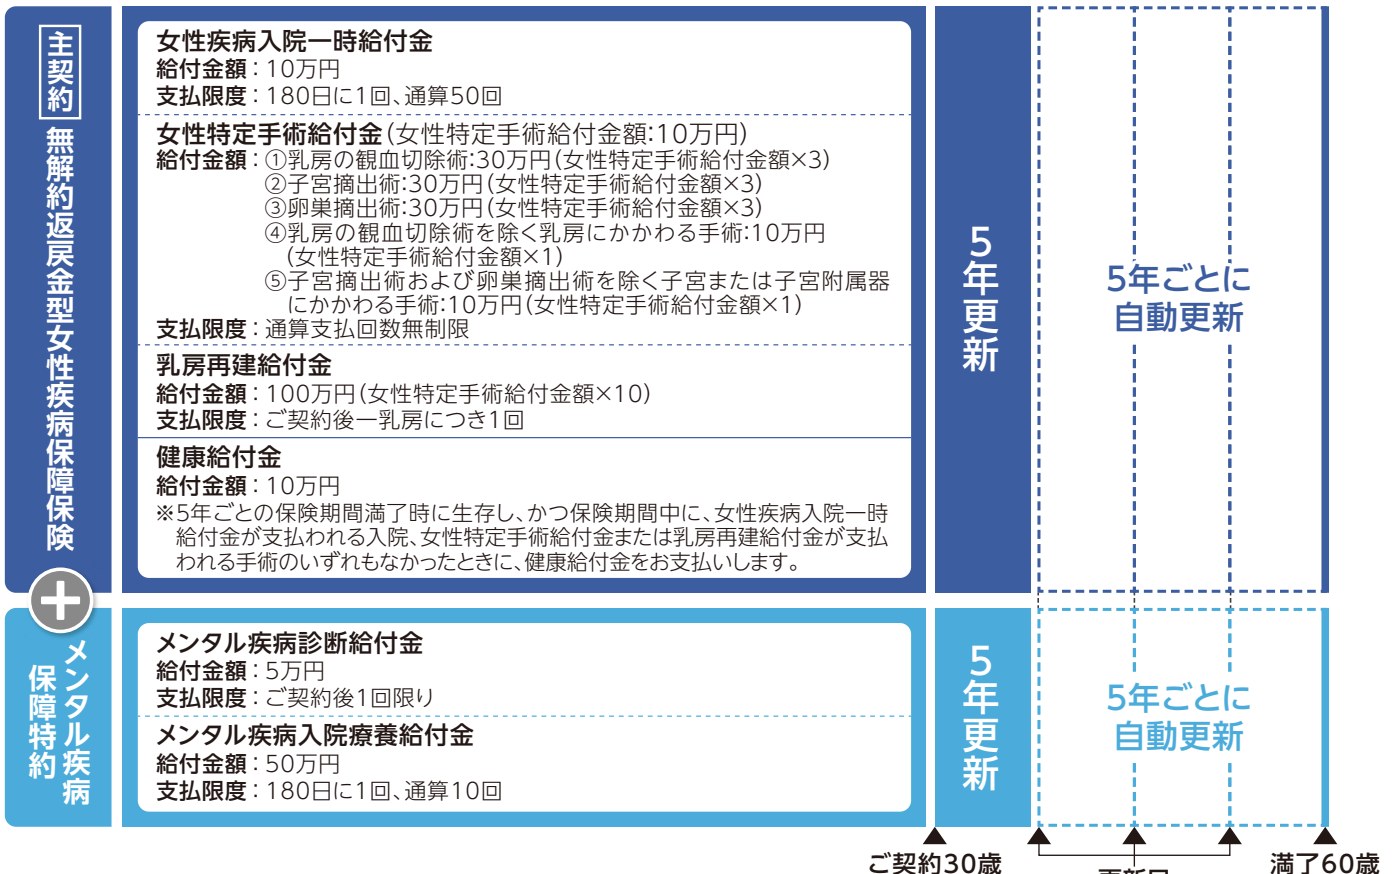 主契約
無解約返戻金型女性疾病保障保険
女性疾病入院一時給付金
給付金額：10万円
支払限度：180日に1回、通算50回
女性特定手術給付金(女性特定手術給付金額:10万円)
給付金額：①乳房の観血切除術:30万円(女性特定手術給付金額×3)
②子宮摘出術:30万円(女性特定手術給付金額×3)
③卵巣摘出術:30万円(女性特定手術給付金額×3)
④乳房の観血切除術を除く乳房にかかわる手術:10万円
(女性特定手術給付金額×1)
⑤子宮摘出術および卵巣摘出術を除く子宮または子宮附属器
にかかわる手術:10万円(女性特定手術給付金額×1)
支払限度：通算支払回数無制限
乳房再建給付金
給付金額：100万円(女性特定手術給付金額×10)
支払限度：ご契約後一乳房につき1回
健康給付金
給付金額：10万円
※5年ごとの保険期間満了時に生存し、かつ保険期間中に、女性疾病入院一時
給付金が支払われる入院、女性特定手術給付金または乳房再建給付金が支払
われる手術のいずれもなかったときに、健康給付金をお支払いします。
5年更新
5年ごとに
自動更新
+
メンタル疾病
保障特約
メンタル疾病診断給付金
給付金額：5万円
支払限度：ご契約後1回限り
メンタル疾病入院療養給付金
給付金額：50万円
支払限度：180日に1回、通算10回
5年更新
5年ごとに
自動更新
ご契約30歳
満了60歳